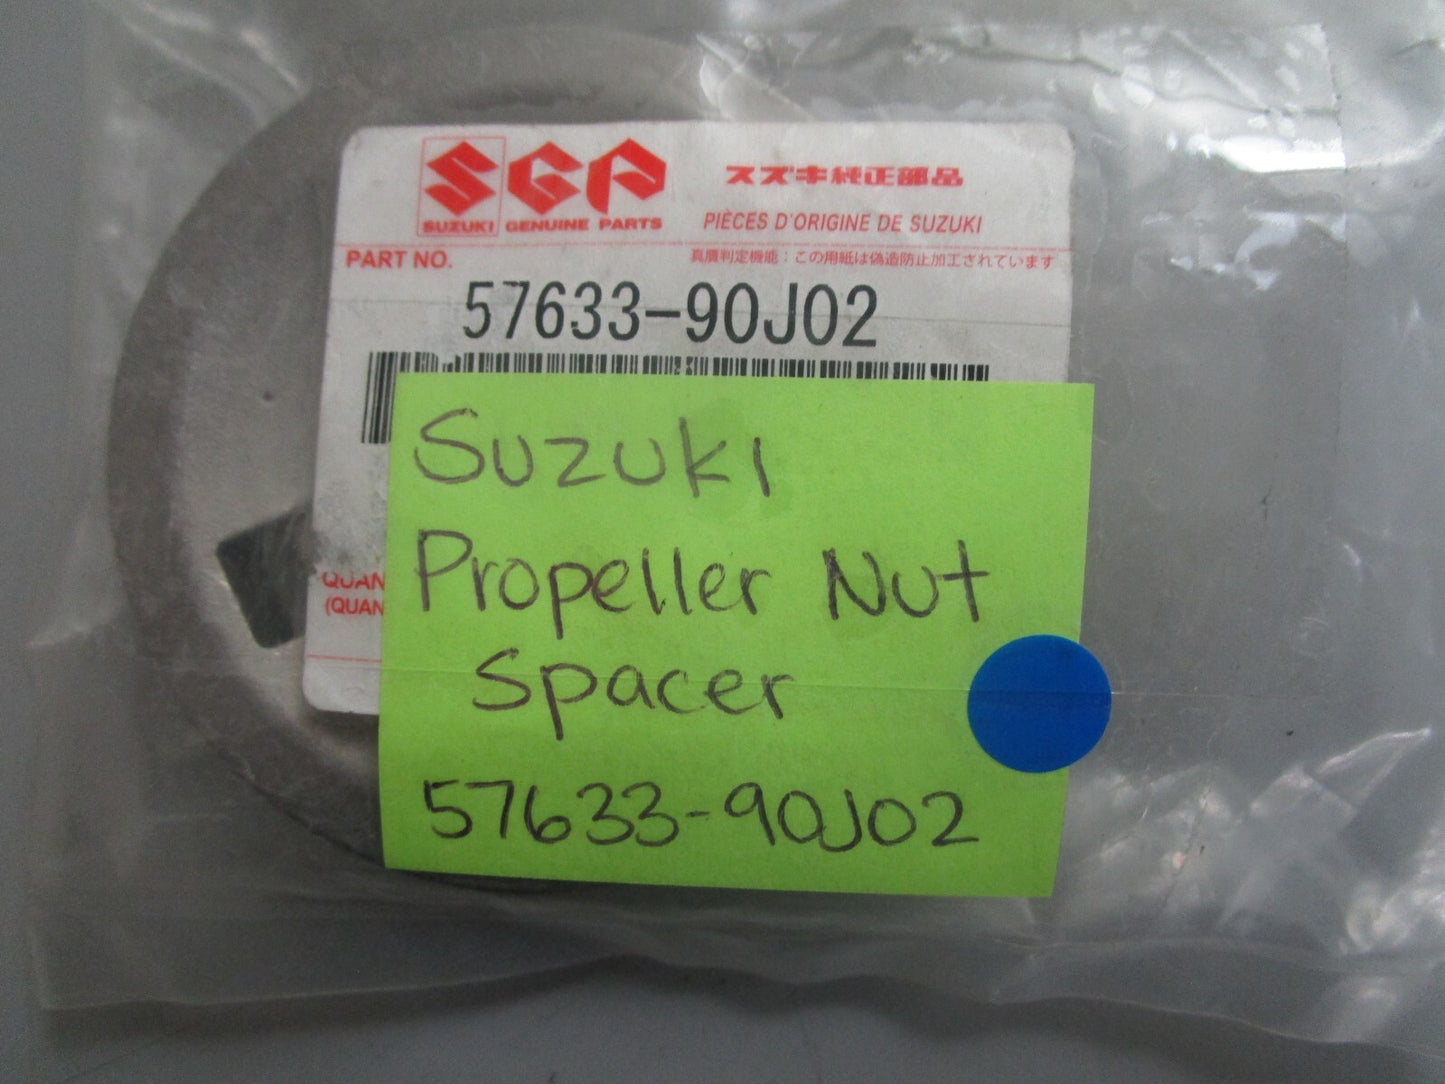 SGP
SUZUKI GENUINE PARTS
スズキ純正部品
PIÈCES D'ORIGINE DE SUZUKI
PART NO.
真贋判定機能：この用紙は偽造防止加工されています
57633-90J02
Suzuki
Propeller Nut
Spacer
57633-90J02
QUAN
(QUAN